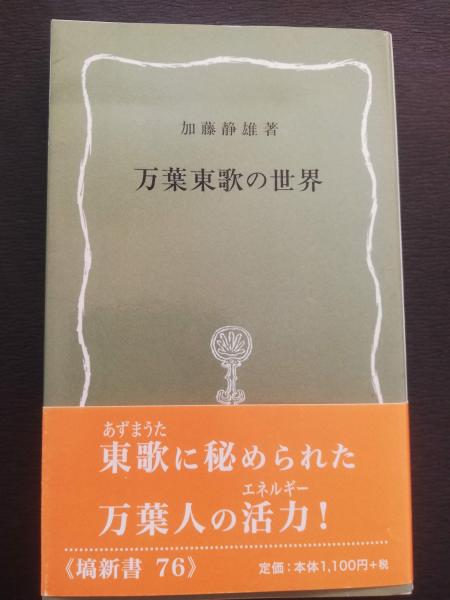 加藤静雄著
万葉東歌の世界
あずまうた
東歌に秘められた
エネルギー
万葉人の活力!
《塙新書 76》
定価:本体1,100円+税